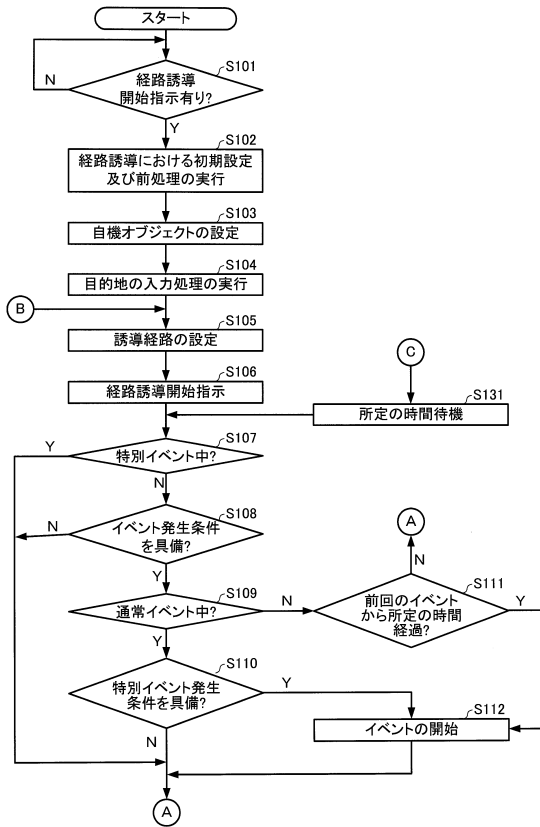 スタート
S101
N
経路誘導
開始指示有り?
Y
S102
経路誘導における初期設定
及び前処理の実行
S103
自機オブジェクトの設定
S104
目的地の入力処理の実行
B
S105
誘導経路の設定
C
S106
経路誘導開始指示
S131
所定の時間待機
Y
S107
特別イベント中?
N
S108
N
イベント発生条件
を具備?
A
Y
N
S109
通常イベント中?
N
S111
前回のイベント
から所定の時間
経過?
Y
Y
S110
特別イベント発生
条件を具備?
Y
S112
イベントの開始
N
A